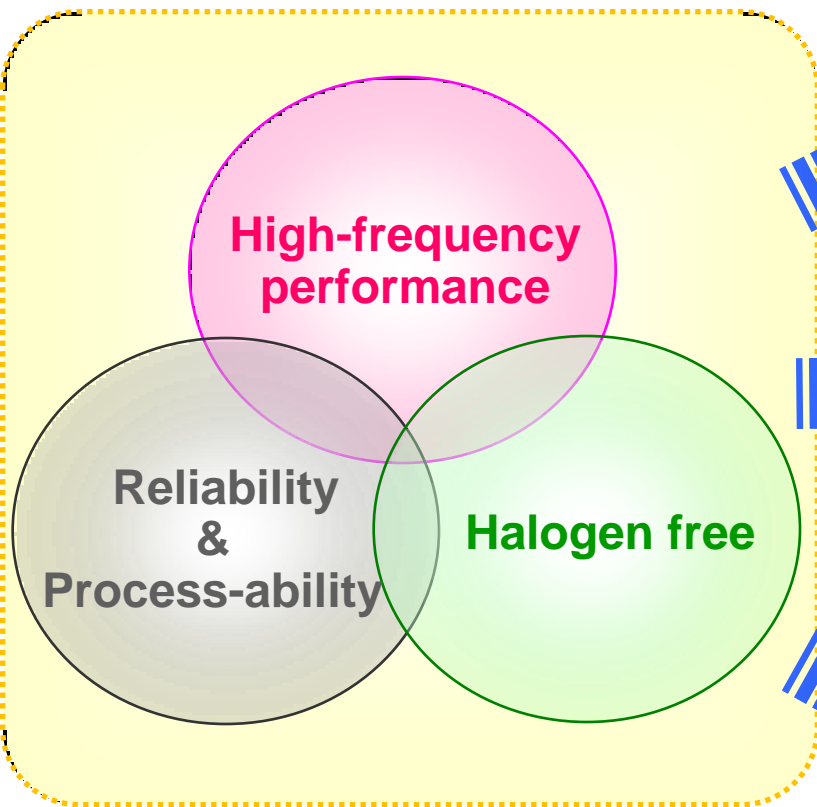 High-frequency
performance
Reliability
&
Process-ability
Halogen free